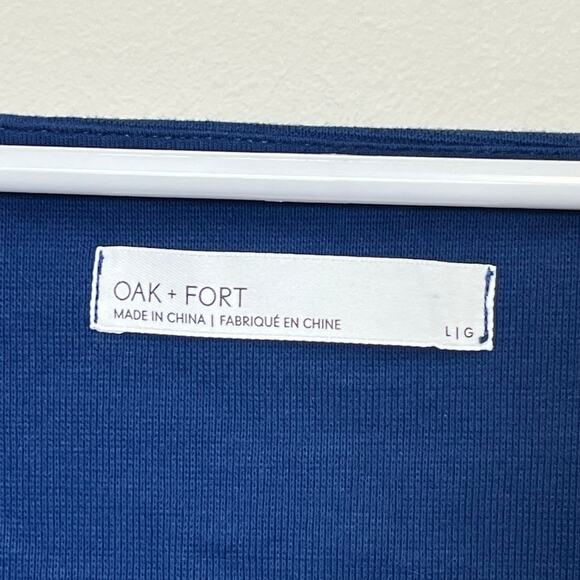 OAK + FORT
MADE IN CHINA | FABRIQUÉ EN CHINE
L | G